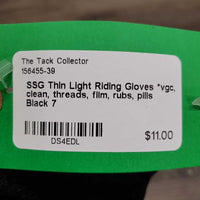 The Tack Collector
156455-39
SSG Thin Light Riding Gloves *vgc,
clean, threads, film, rubs, pills
Black 7
$11.00
DS4EDL